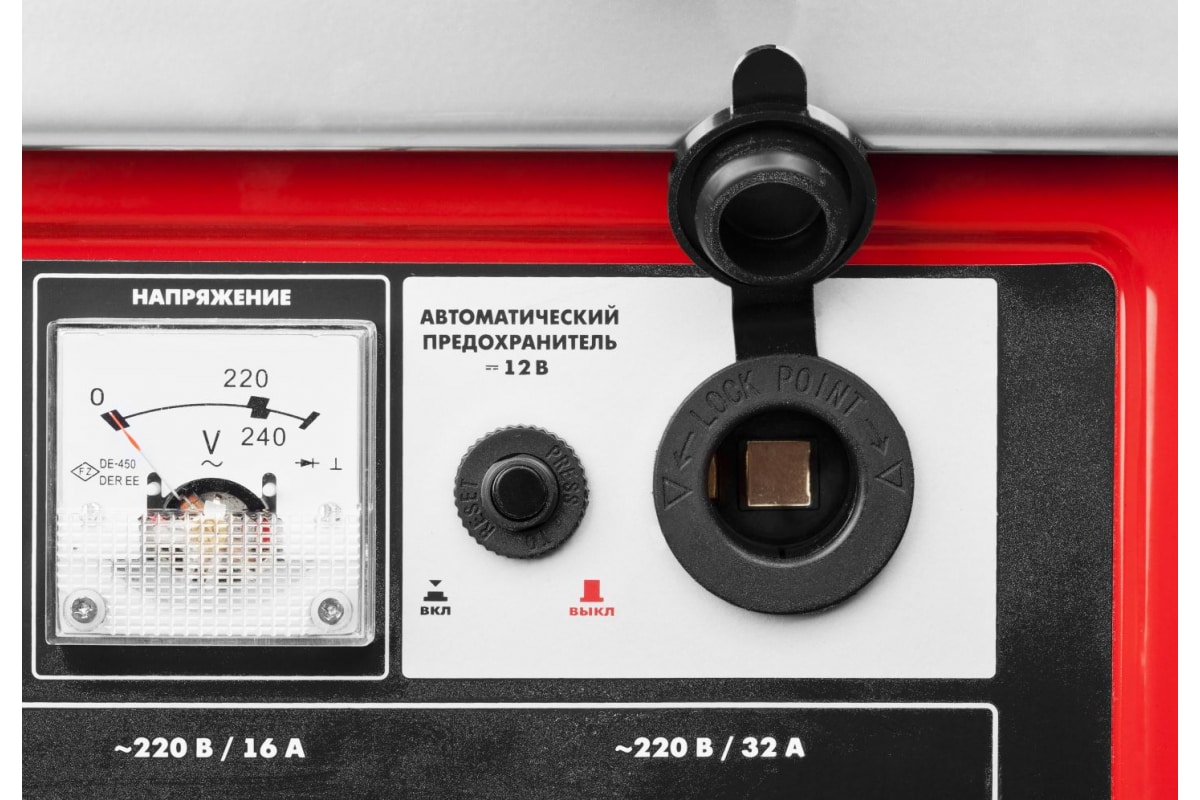 НАПРЯЖЕНИЕ
0
220
240
V
~
FZ
DE-450
DER EE
АВТОМАТИЧЕСКИЙ
ПРЕДОХРАНИТЕЛЬ
⎓ 12 В
PRESS
TO
RESET
ВКЛ
ВЫКЛ
LOCK POINT
~220 В / 16 А
~220 В / 32 А